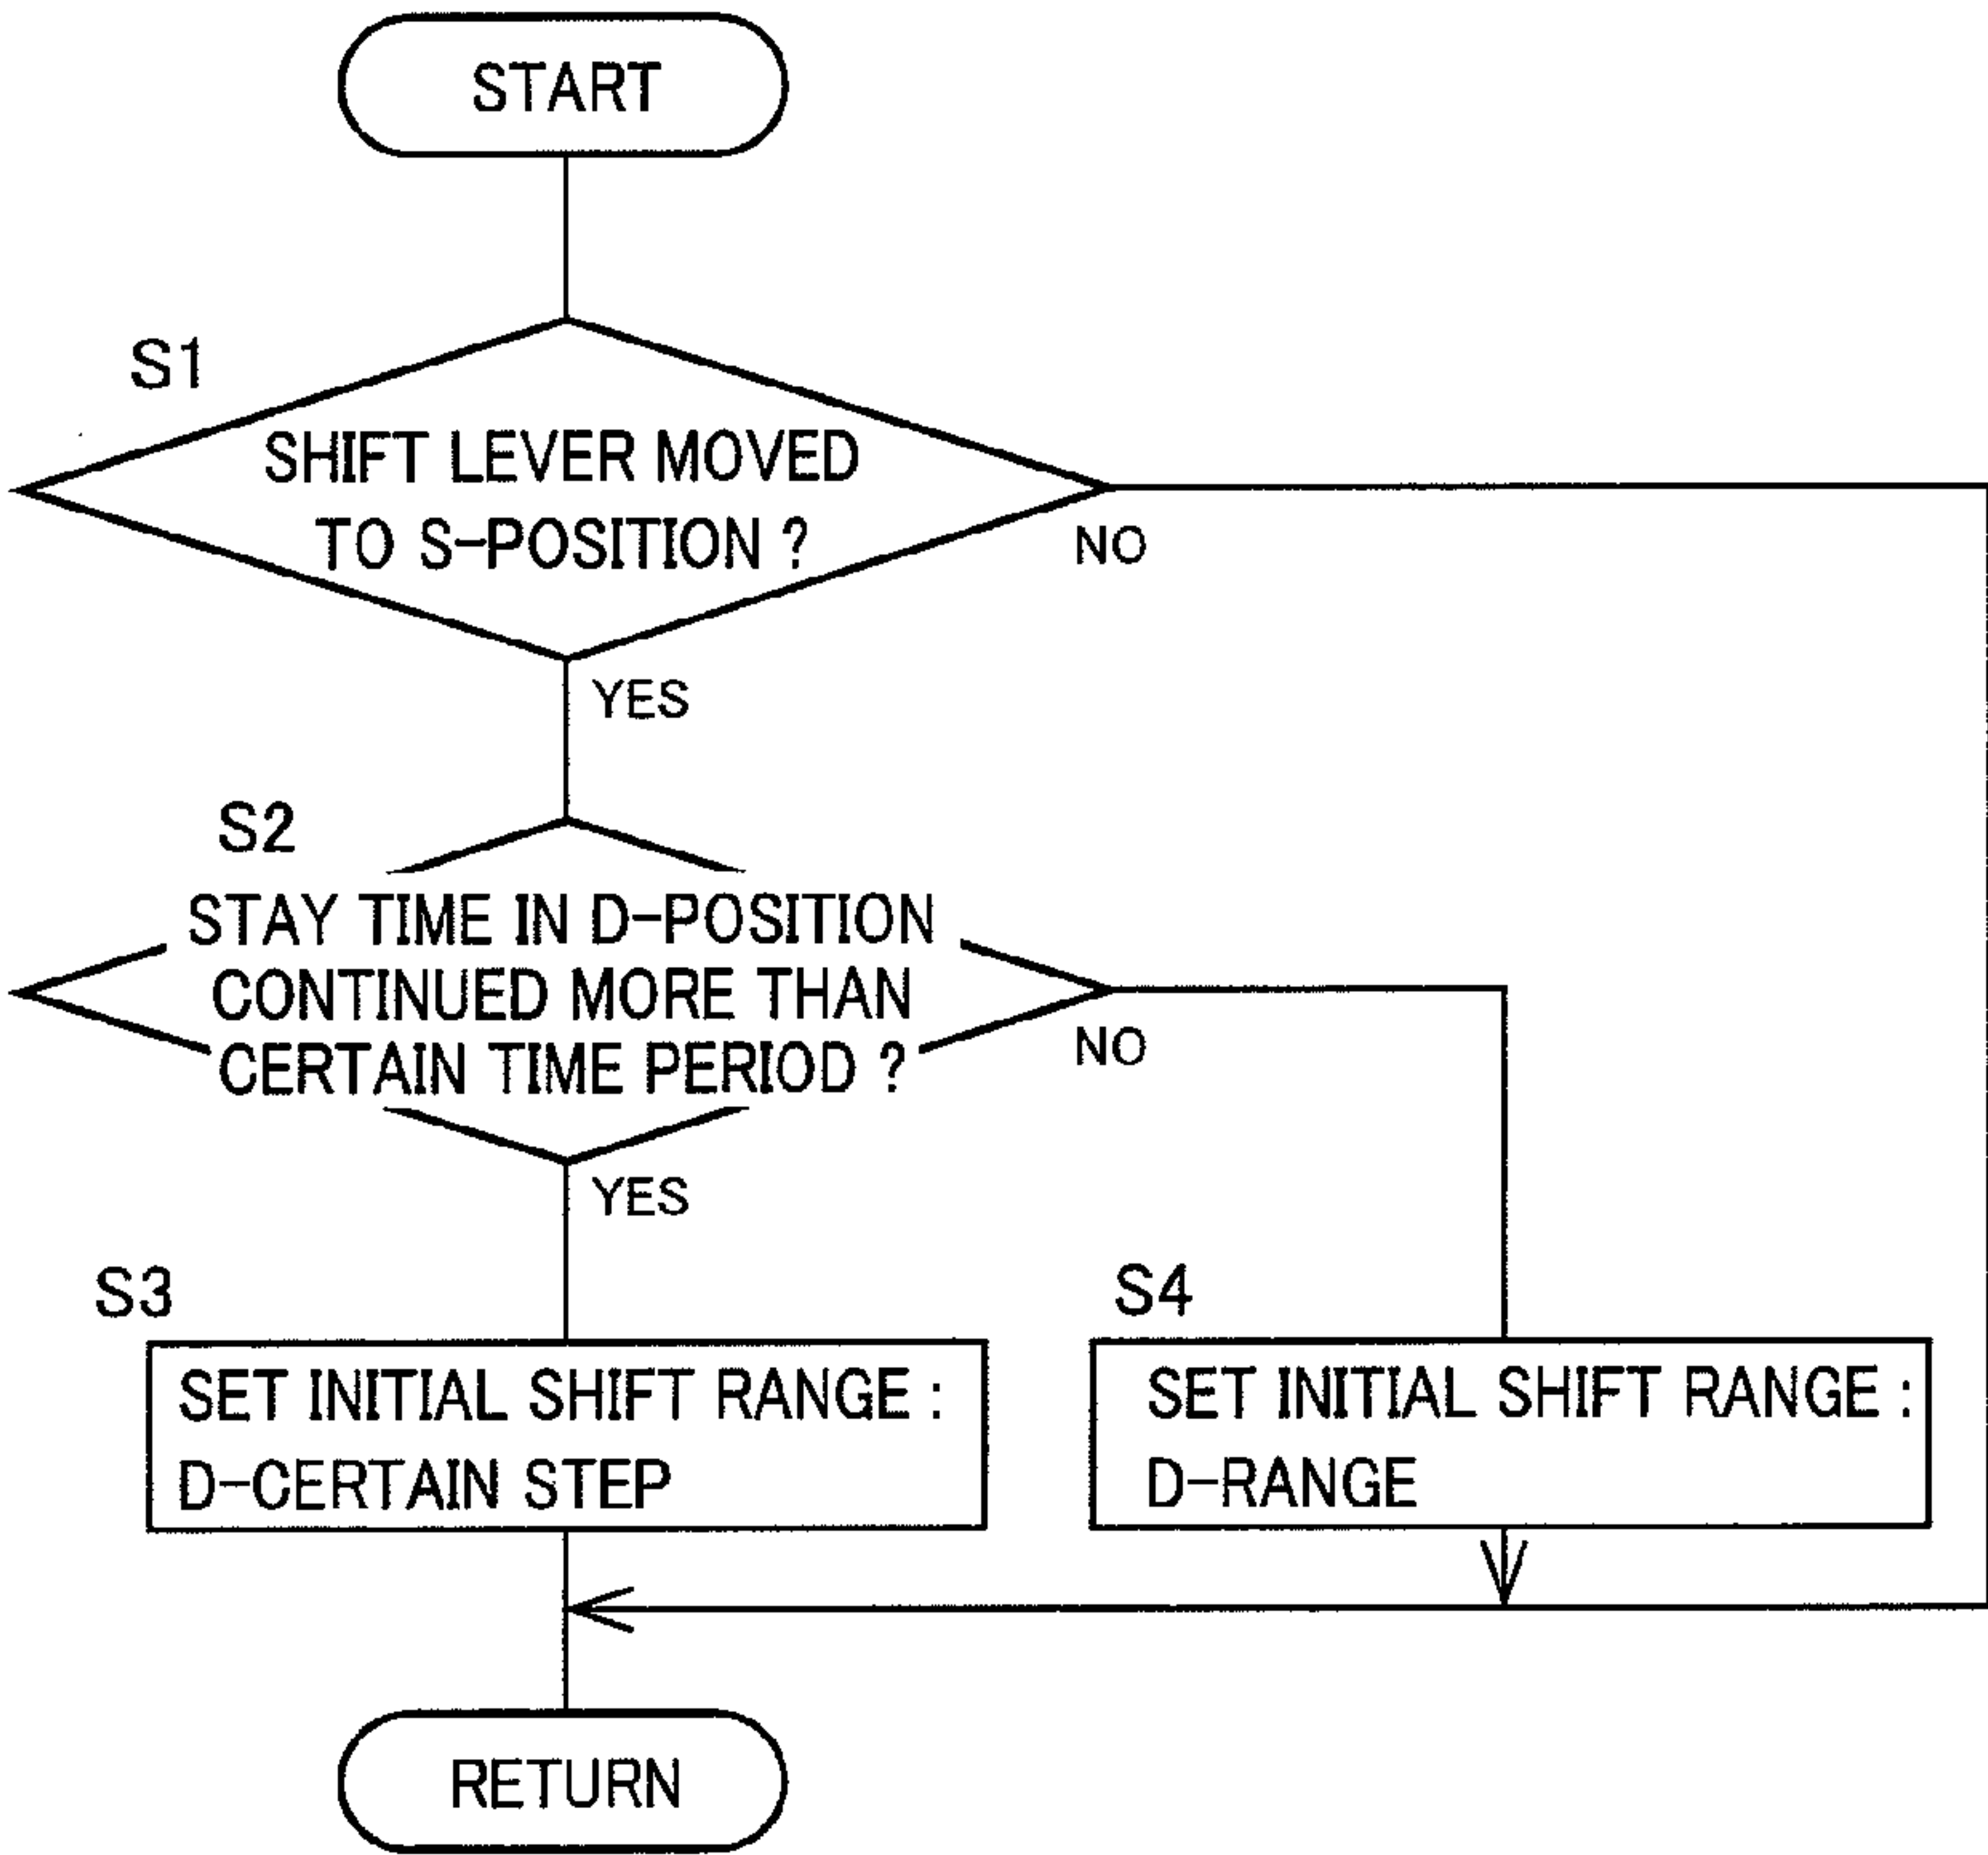 START
S1
SHIFT LEVER MOVED
TO S-POSITION ?
NO
YES
S2
STAY TIME IN D-POSITION
CONTINUED MORE THAN
CERTAIN TIME PERIOD ?
NO
YES
S3
SET INITIAL SHIFT RANGE :
D-CERTAIN STEP
S4
SET INITIAL SHIFT RANGE :
D-RANGE
RETURN